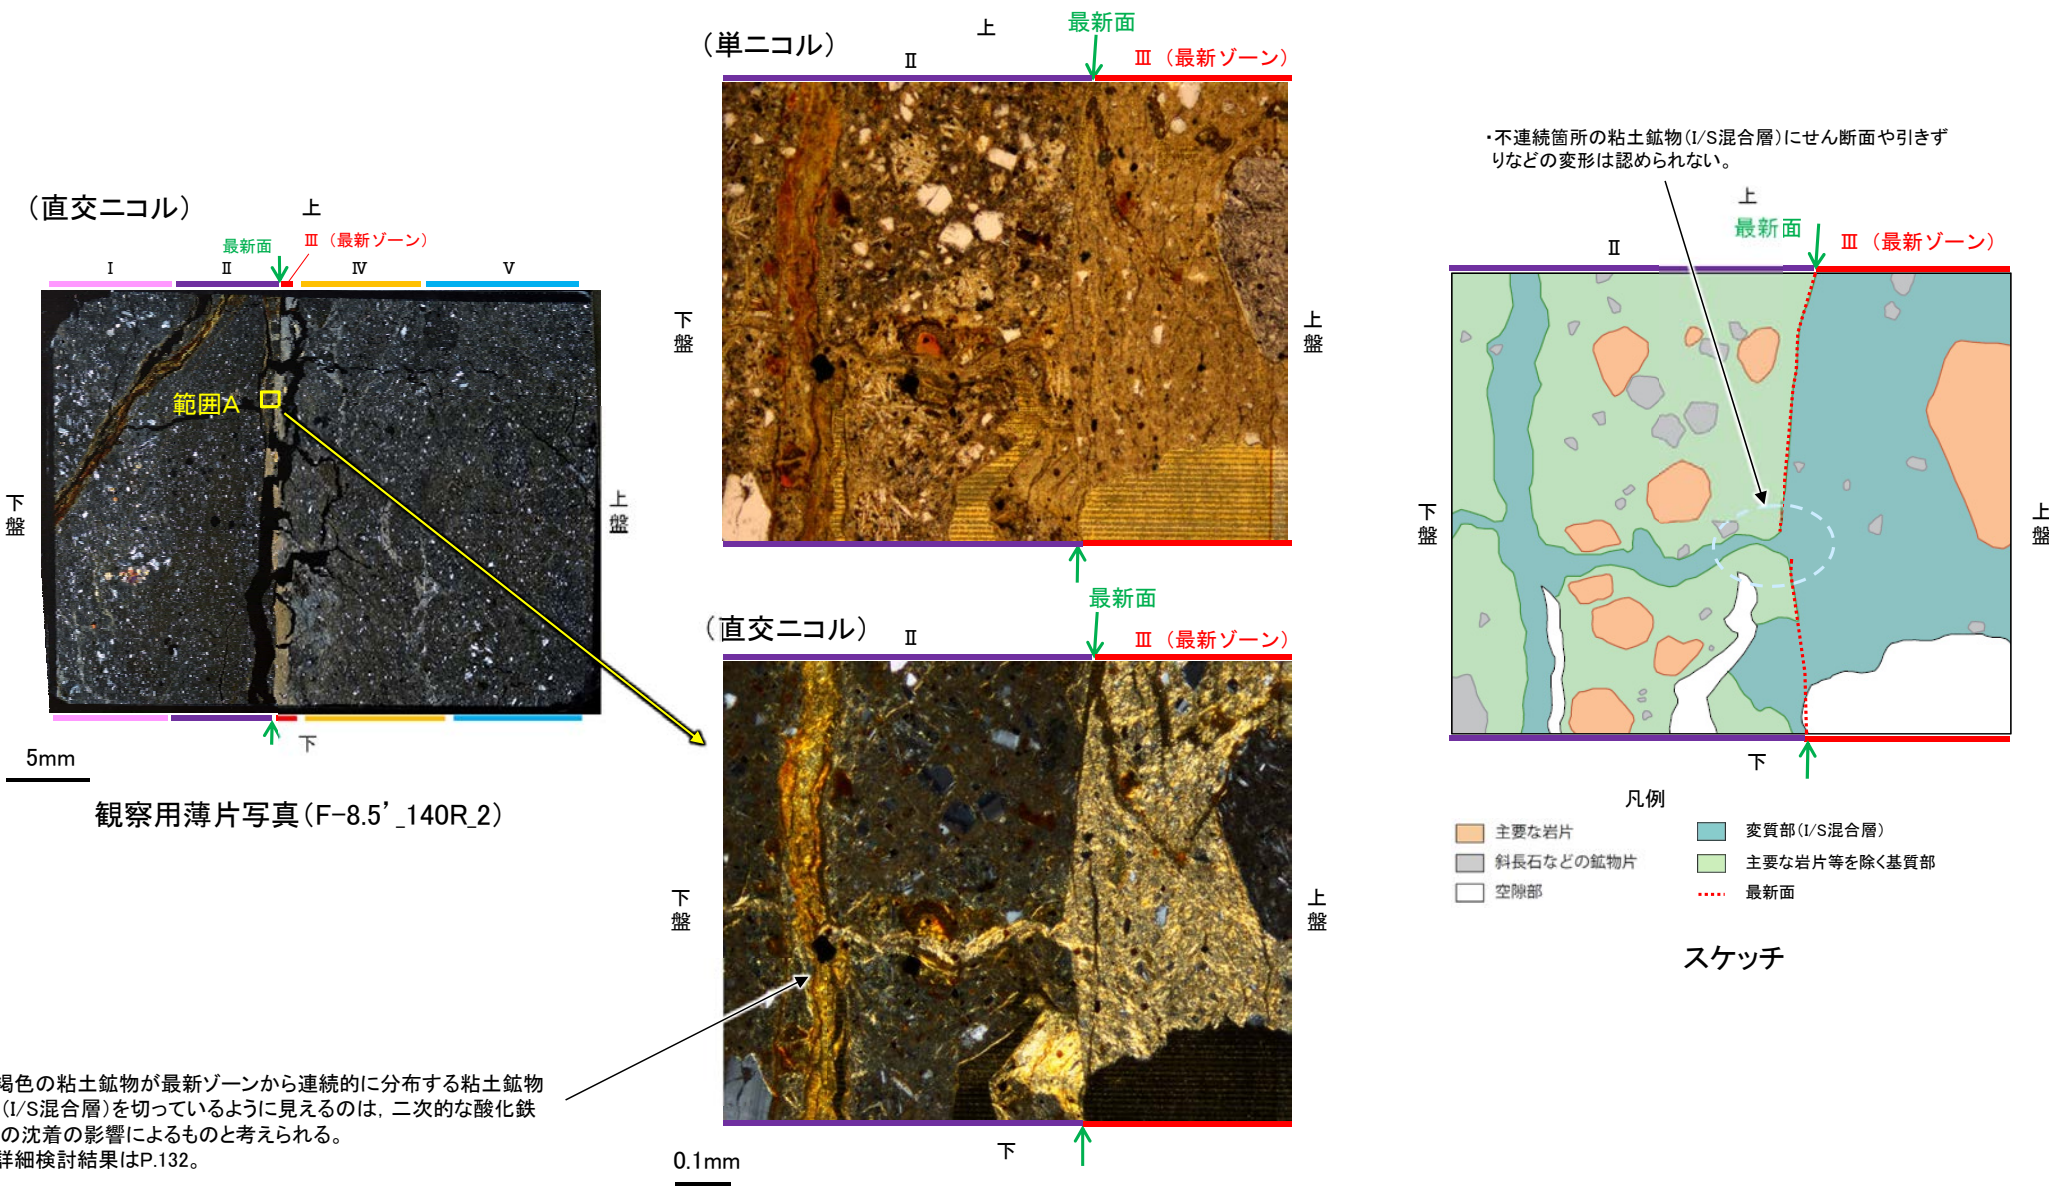 (直交ニコル)
上
最新面
Ⅲ (最新ゾーン)
Ⅰ
Ⅱ
Ⅳ
Ⅴ
範囲A
下盤
上盤
下
5mm
観察用薄片写真(F-8.5’_140R_2)
(単ニコル)
上
最新面
Ⅱ
Ⅲ (最新ゾーン)
下盤
上盤
最新面
(直交ニコル)
Ⅱ
Ⅲ (最新ゾーン)
下盤
上盤
下
0.1mm
褐色の粘土鉱物が最新ゾーンから連続的に分布する粘土鉱物
(I/S混合層)を切っているように見えるのは,二次的な酸化鉄
の沈着の影響によるものと考えられる。
詳細検討結果はP.132。
・不連続箇所の粘土鉱物(I/S混合層)にせん断面や引きず
りなどの変形は認められない。
上
最新面
Ⅱ
Ⅲ (最新ゾーン)
下盤
上盤
下
凡例
主要な岩片
斜長石などの鉱物片
空隙部
変質部(I/S混合層)
主要な岩片等を除く基質部
最新面
スケッチ